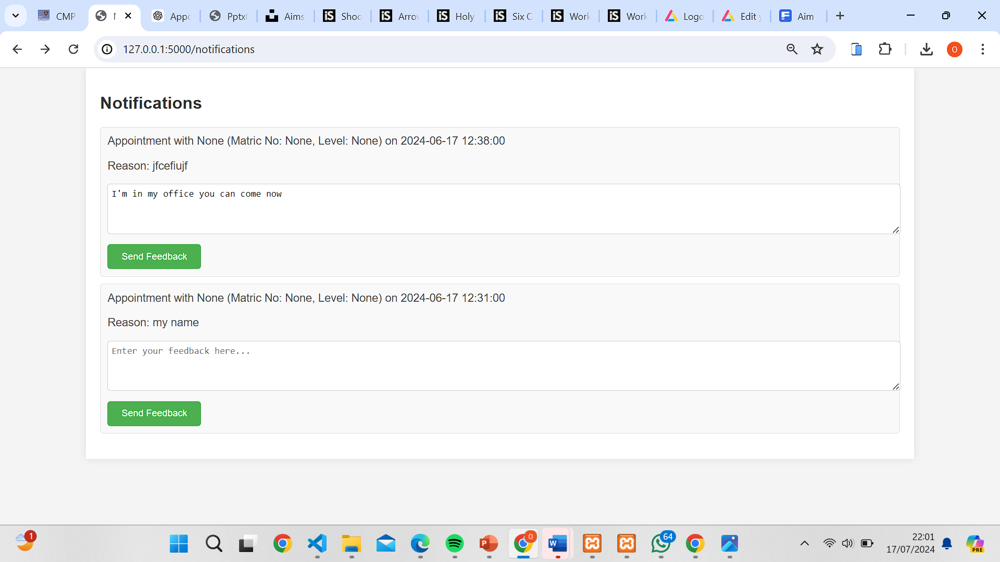 CMP
Appo
Pptx
Aims
Shoo
Arro
Holy
Six C
Work
Work
Logo
Edit
Aim
127.0.0.1:5000/notifications
O
Notifications
Appointment with None (Matric No: None, Level: None) on 2024-06-17 12:38:00
Reason: jfcefiujf
I'm in my office you can come now
Send Feedback
Appointment with None (Matric No: None, Level: None) on 2024-06-17 12:31:00
Reason: my name
Enter your feedback here...
Send Feedback
1
64
22:01
17/07/2024
PRE